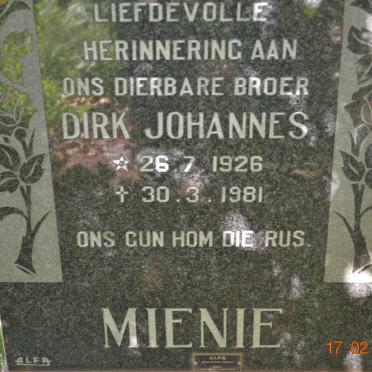 LIEFDEVOLLE
HERINNERING AAN
ONS DIERBARE BROER
DIRK JOHANNES
☆ 26.7.1926
✝ 30.3.1981
ONS GUN HOM DIE RUS
MIENIE
ALFA
ALFA
17 02